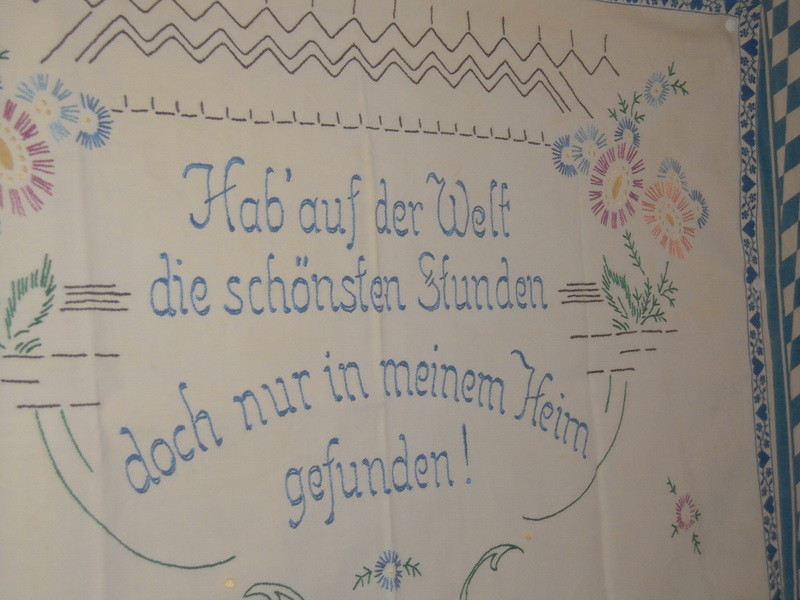 Hab' auf der Welt
die schönsten Stunden
doch nur in meinem Heim
gefunden!